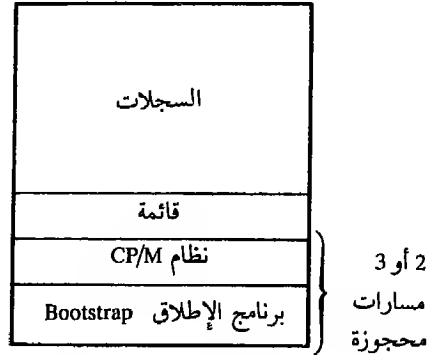 السجلات
قائمة
نظام CP/M
برنامج الإطلاق Bootstrap
2 أو 3
مسارات
محجوزة